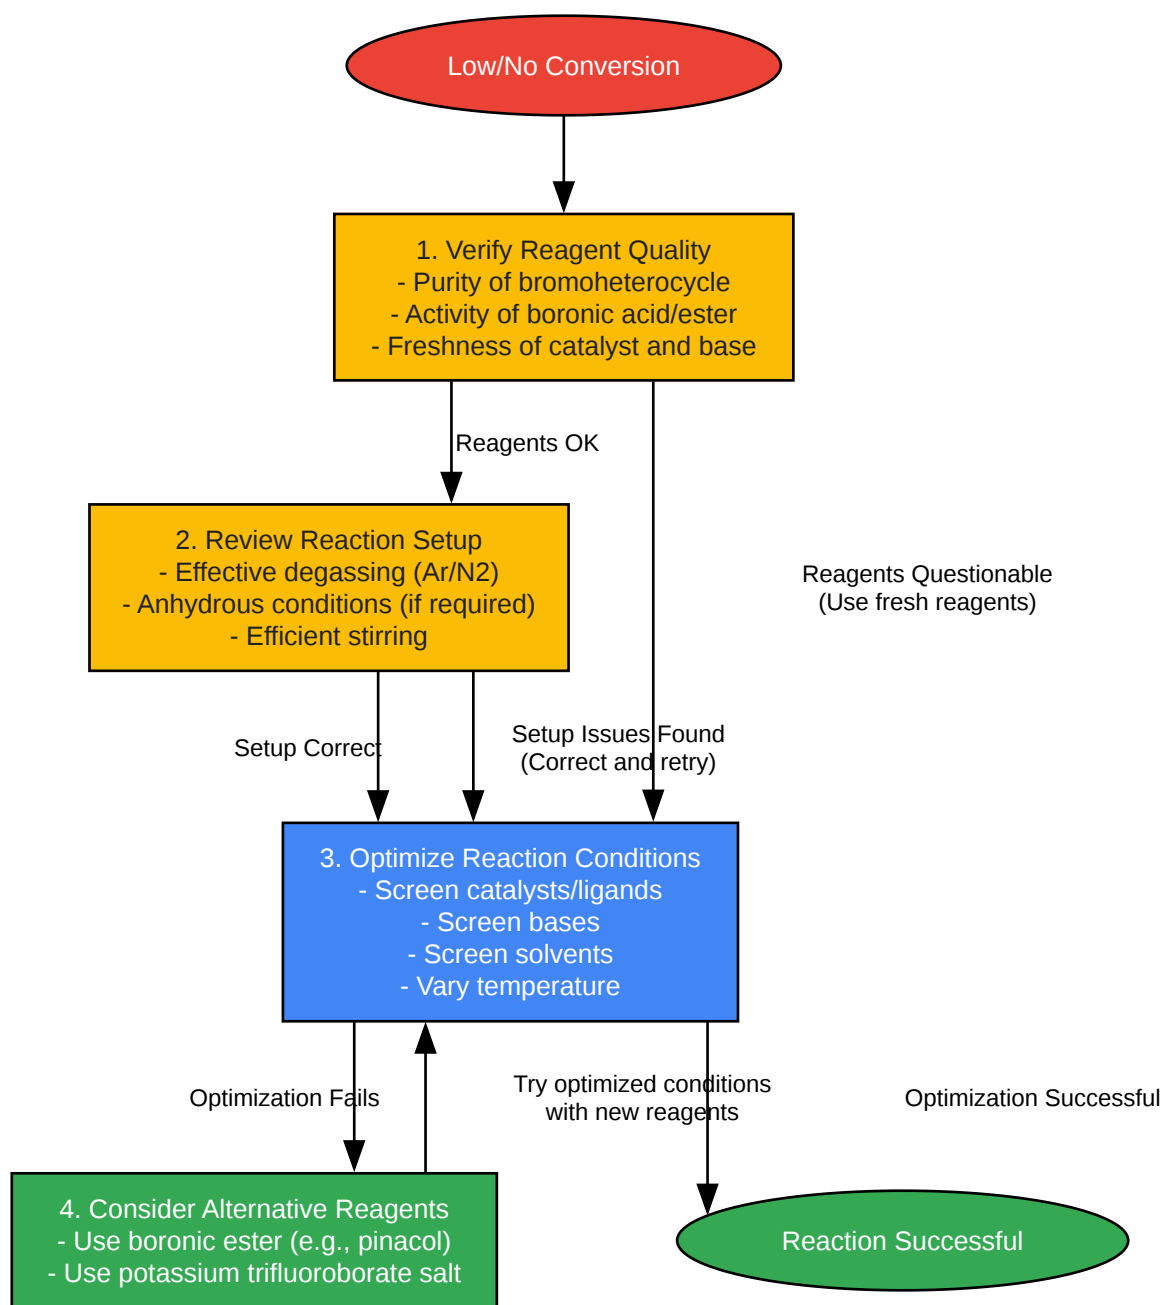 Low/No Conversion
1. Verify Reagent Quality
- Purity of bromoheterocycle
- Activity of boronic acid/ester
- Freshness of catalyst and base
Reagents OK
2. Review Reaction Setup
- Effective degassing (Ar/N2)
- Anhydrous conditions (if required)
- Efficient stirring
Reagents Questionable
(Use fresh reagents)
Setup Correct
Setup Issues Found
(Correct and retry)
3. Optimize Reaction Conditions
- Screen catalysts/ligands
- Screen bases
- Screen solvents
- Vary temperature
Optimization Fails
Try optimized conditions
with new reagents
Optimization Successful
4. Consider Alternative Reagents
- Use boronic ester (e.g., pinacol)
- Use potassium trifluoroborate salt
Reaction Successful